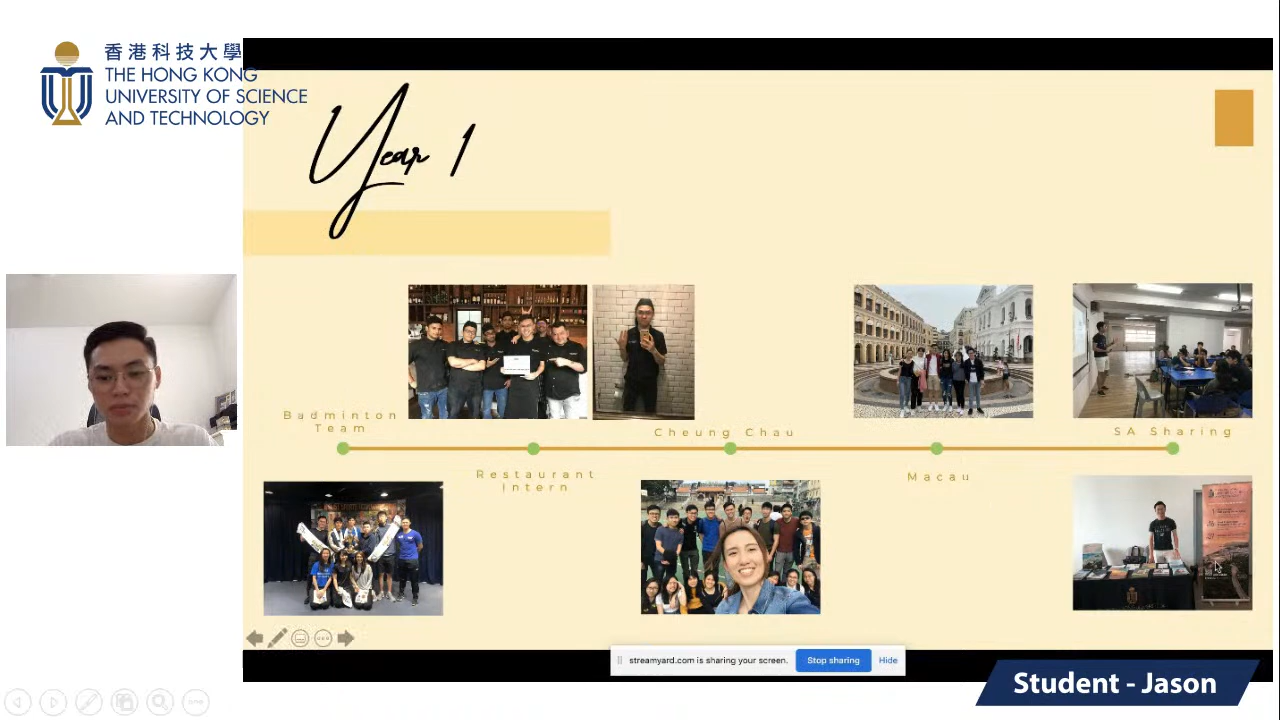 香港科技大學
THE HONG KONG
UNIVERSITY OF SCIENCE
AND TECHNOLOGY
Year 1
Badminton
Team
Restaurant
Intern
Cheung Chau
Macau
SA Sharing
streamyard.com is sharing your screen.
Stop sharing
Hide
Student - Jason